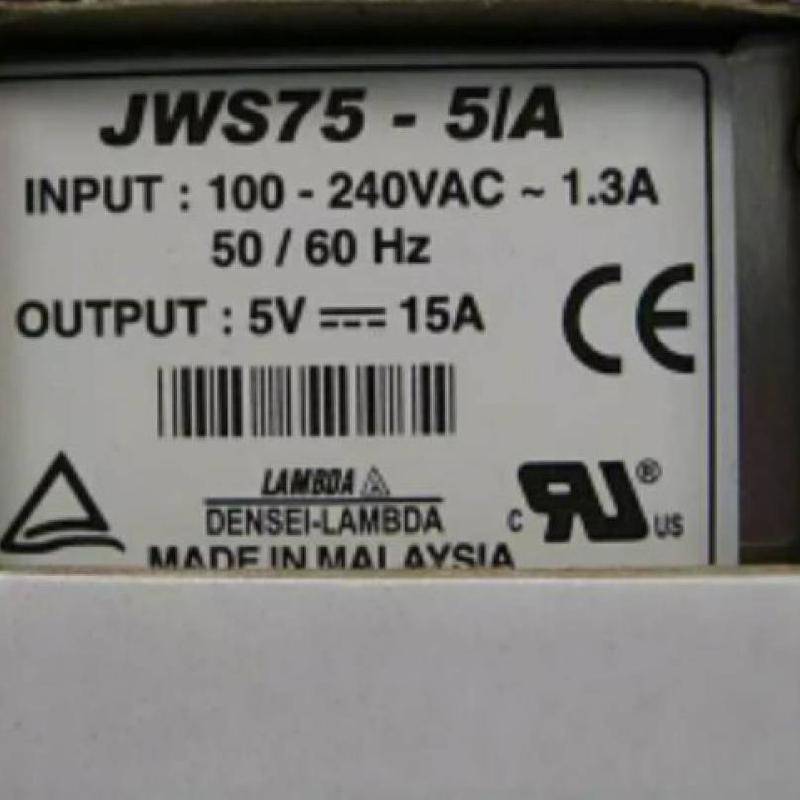 JWS75 - 5/A
INPUT : 100 - 240VAC ~ 1.3A
50 / 60 Hz
OUTPUT : 5V ⎓ 15A
CE
LAMBDA
DENSEI-LAMBDA
C RU ® US
MADE IN MALAYSIA